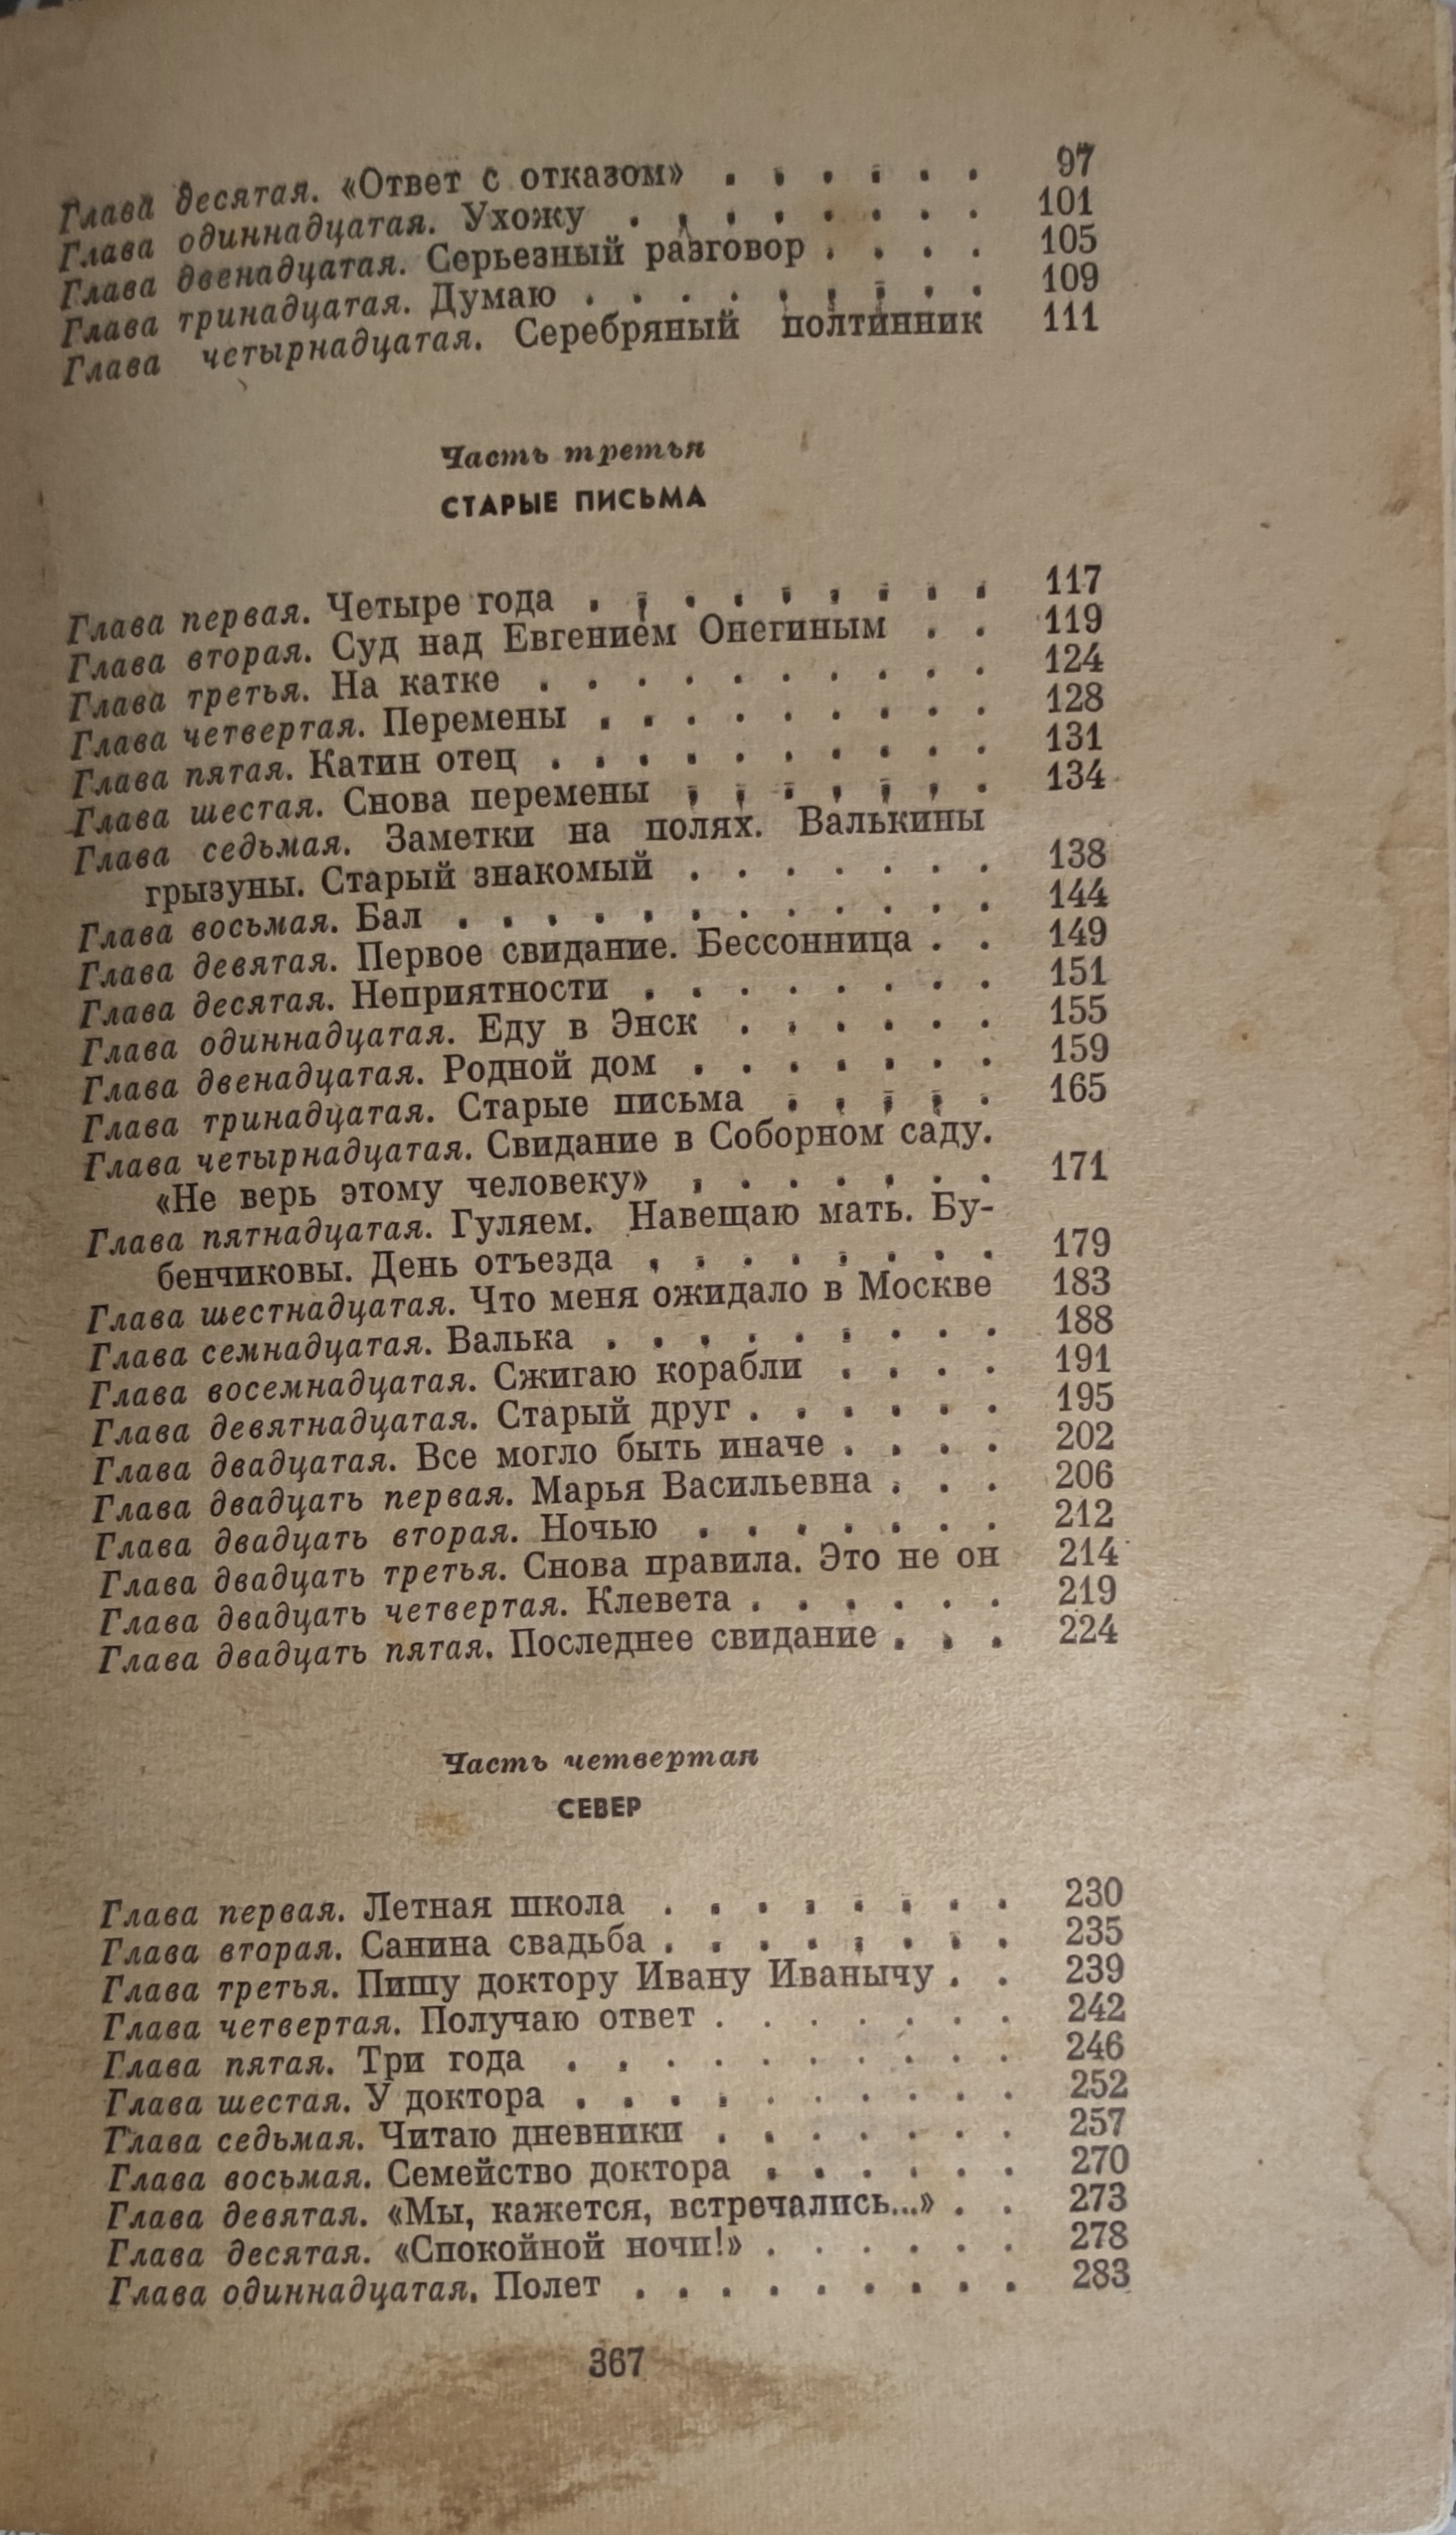 Глава десятая. «Ответ с отказом» . . . . . . 97
Глава одиннадцатая. Ухожу . . . . . . . . 101
Глава двенадцатая. Серьезный разговор . . . . 105
Глава тринадцатая. Думаю . . . . . . . . . 109
Глава четырнадцатая. Серебряный полтинник 111
Часть третья
СТАРЫЕ ПИСЬМА
Глава первая. Четыре года . . . . . . . . . 117
Глава вторая. Суд над Евгением Онегиным . . 119
Глава третья. На катке . . . . . . . . . . 124
Глава четвертая. Перемены . . . . . . . . . 128
Глава пятая. Катин отец . . . . . . . . . . 131
Глава шестая. Снова перемены . . . . . . . 134
Глава седьмая. Заметки на полях. Валькины
грызуны. Старый знакомый . . . . . . . 138
Глава восьмая. Бал . . . . . . . . . . . . 144
Глава девятая. Первое свидание. Бессонница . . 149
Глава десятая. Неприятности . . . . . . . . 151
Глава одиннадцатая. Еду в Энск . . . . . . 155
Глава двенадцатая. Родной дом . . . . . . . 159
Глава тринадцатая. Старые письма . . . . . 165
Глава четырнадцатая. Свидание в Соборном саду.
«Не верь этому человеку» . . . . . . . 171
Глава пятнадцатая. Гуляем. Навещаю мать. Бу-
бенчиковы. День отъезда . . . . . . . . 179
Глава шестнадцатая. Что меня ожидало в Москве 183
Глава семнадцатая. Валька . . . . . . . . . 188
Глава восемнадцатая. Сжигаю корабли . . . . 191
Глава девятнадцатая. Старый друг . . . . . . 195
Глава двадцатая. Все могло быть иначе . . . . 202
Глава двадцать первая. Марья Васильевна . . . 206
Глава двадцать вторая. Ночью . . . . . . . 212
Глава двадцать третья. Снова правила. Это не он 214
Глава двадцать четвертая. Клевета . . . . . . 219
Глава двадцать пятая. Последнее свидание . . . 224
Часть четвертая
СЕВЕР
Глава первая. Летная школа . . . . . . . . 230
Глава вторая. Санина свадьба . . . . . . . . 235
Глава третья. Пишу доктору Ивану Иванычу . . 239
Глава четвертая. Получаю ответ . . . . . . . 242
Глава пятая. Три года . . . . . . . . . . 246
Глава шестая. У доктора . . . . . . . . . . 252
Глава седьмая. Читаю дневники . . . . . . . 257
Глава восьмая. Семейство доктора . . . . . . 270
Глава девятая. «Мы, кажется, встречались...» . . 273
Глава десятая. «Спокойной ночи!» . . . . . . 278
Глава одиннадцатая. Полет . . . . . . . . . 283
367